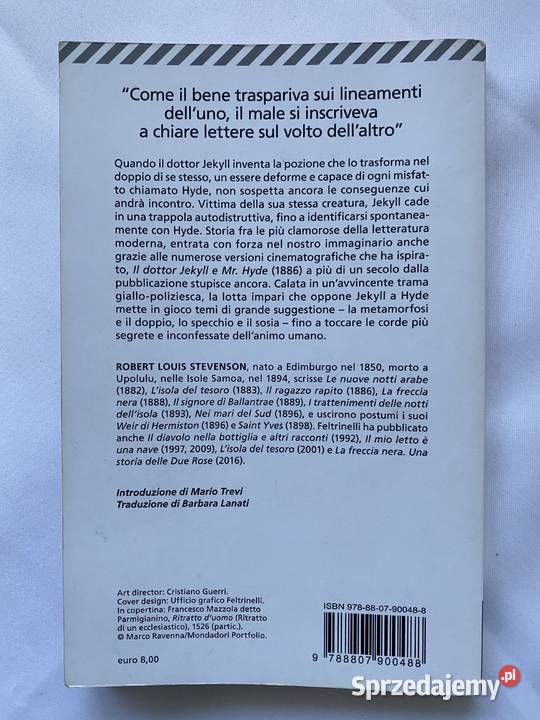 “Come il bene traspariva sui lineamenti
dell’uno, il male si inscriveva
a chiare lettere sul volto dell’altro”
Quando il dottor Jekyll inventa la pozione che lo trasforma nel
doppio di se stesso, un essere deforme e capace di ogni misfat-
to chiamato Hyde, non sospetta ancora le conseguenze cui
andrà incontro. Vittima della sua stessa creatura, Jekyll cade
in una trappola autodistruttiva, fino a identificarsi spontanea-
mente con Hyde. Storia fra le più clamorose della letteratura
moderna, entrata con forza nel nostro immaginario anche
grazie alle numerose versioni cinematografiche che ha ispira-
to, Il dottor Jekyll e Mr. Hyde (1886) a più di un secolo dalla
pubblicazione stupisce ancora. Calata in un’avvincente trama
giallo-poliziesca, la lotta impari che oppone Jekyll a Hyde
mette in gioco temi di grande suggestione – la metamorfosi
e il doppio, lo specchio e il sosia – fino a toccare le corde più
segrete e inconfessate dell’animo umano.
ROBERT LOUIS STEVENSON, nato a Edimburgo nel 1850, morto a
Upolulu, nelle Isole Samoa, nel 1894, scrisse Le nuove notti arabe
(1882), L’isola del tesoro (1883), Il ragazzo rapito (1886), La freccia
nera (1888), Il signore di Ballantrae (1889), I trattenimenti delle notti
dell’isola (1893), Nei mari del Sud (1896), e uscirono postumi i suoi
Weir di Hermiston (1896) e Saint Yves (1898). Feltrinelli ha pubblicato
anche Il diavolo nella bottiglia e altri racconti (1992), Il mio letto è
una nave (1997, 2009), L’isola del tesoro (2001) e La freccia nera. Una
storia delle Due Rose (2016).
Introduzione di Mario Trevi
Traduzione di Barbara Lanati
Art director: Cristiano Guerri.
Cover design: Ufficio grafico Feltrinelli.
In copertina: Francesco Mazzola detto
Parmigianino, Ritratto d’uomo (Ritratto
di un ecclesiastico), 1526 (partic.).
© Marco Ravenna/Mondadori Portfolio.
euro 8,00
ISBN 978-88-07-90048-8
9 788807 900488
Sprzedajemy.pl